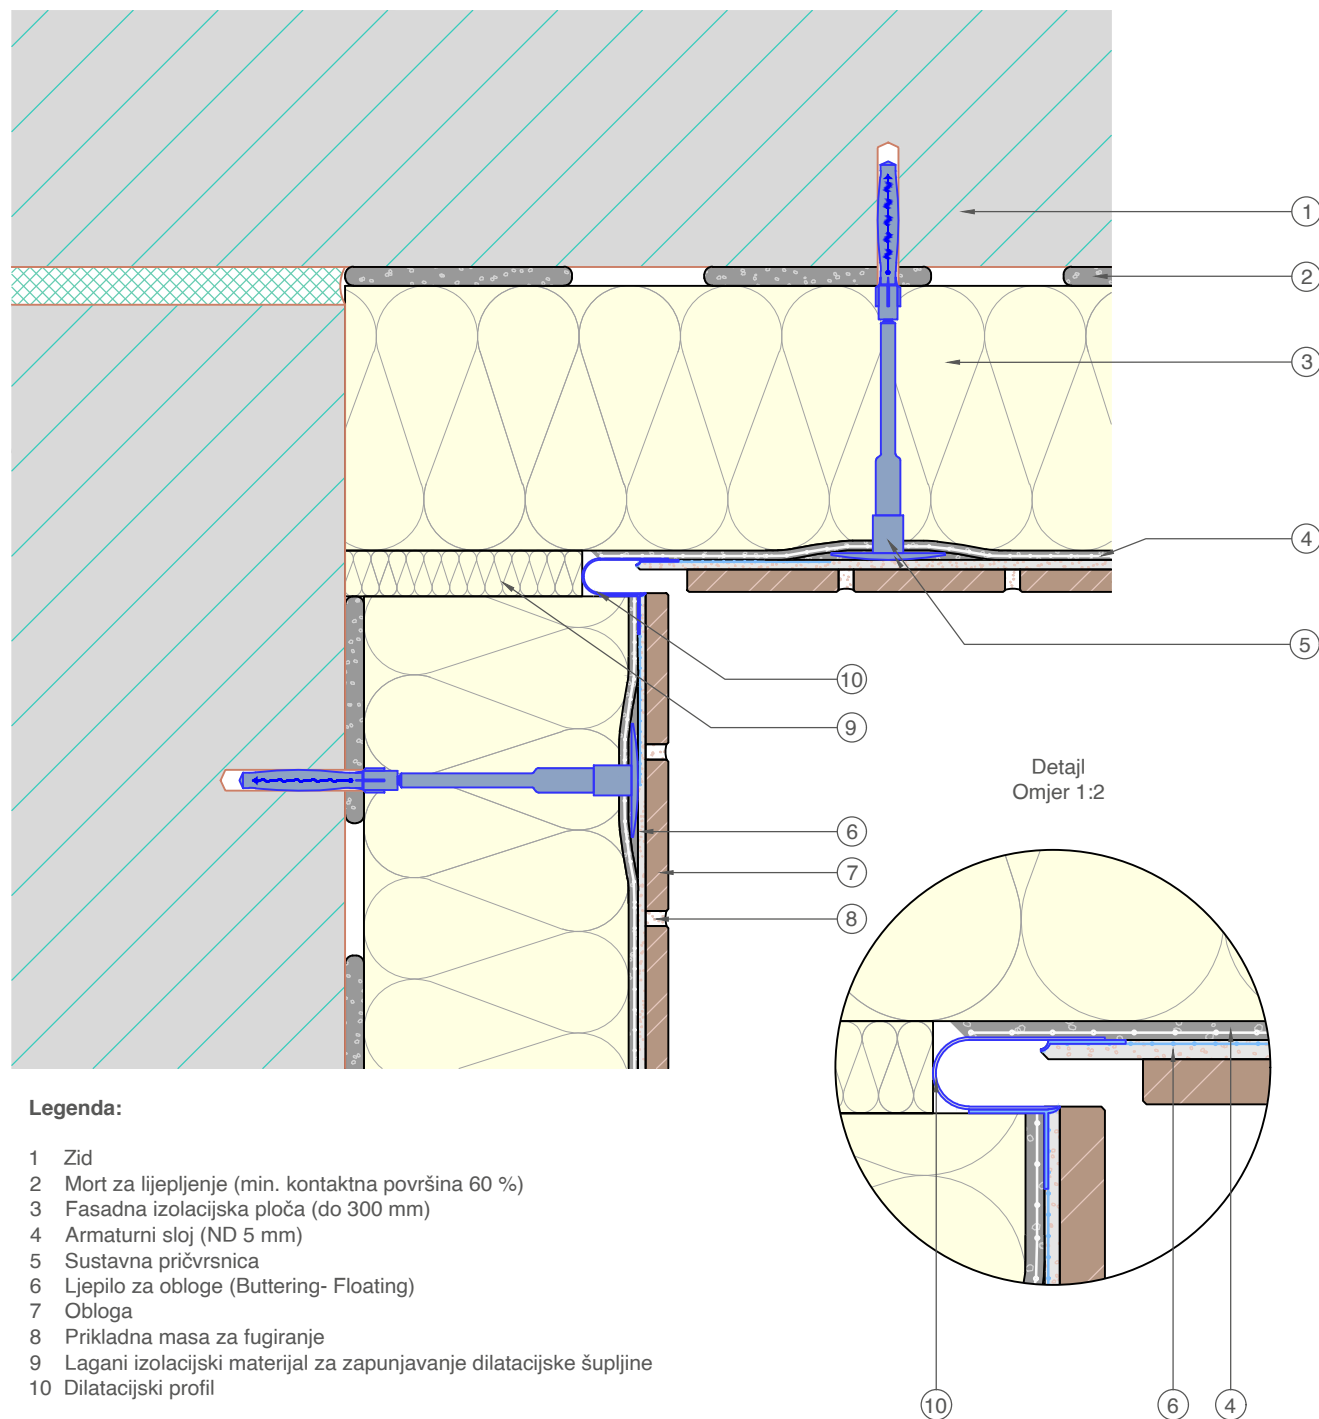 1
2
3
4
5
10
9
Detajl
Omjer 1:2
6
7
8
Legenda:
1 Zid
2 Mort za lijepljenje (min. kontaktna površina 60 %)
3 Fasadna izolacijska ploča (do 300 mm)
4 Armaturni sloj (ND 5 mm)
5 Sustavna pričvrsnica
6 Ljepilo za obloge (Buttering- Floating)
7 Obloga
8 Prikladna masa za fugiranje
9 Lagani izolacijski materijal za zapunjavanje dilatacijske šupljine
10 Dilatacijski profil
10 6 4